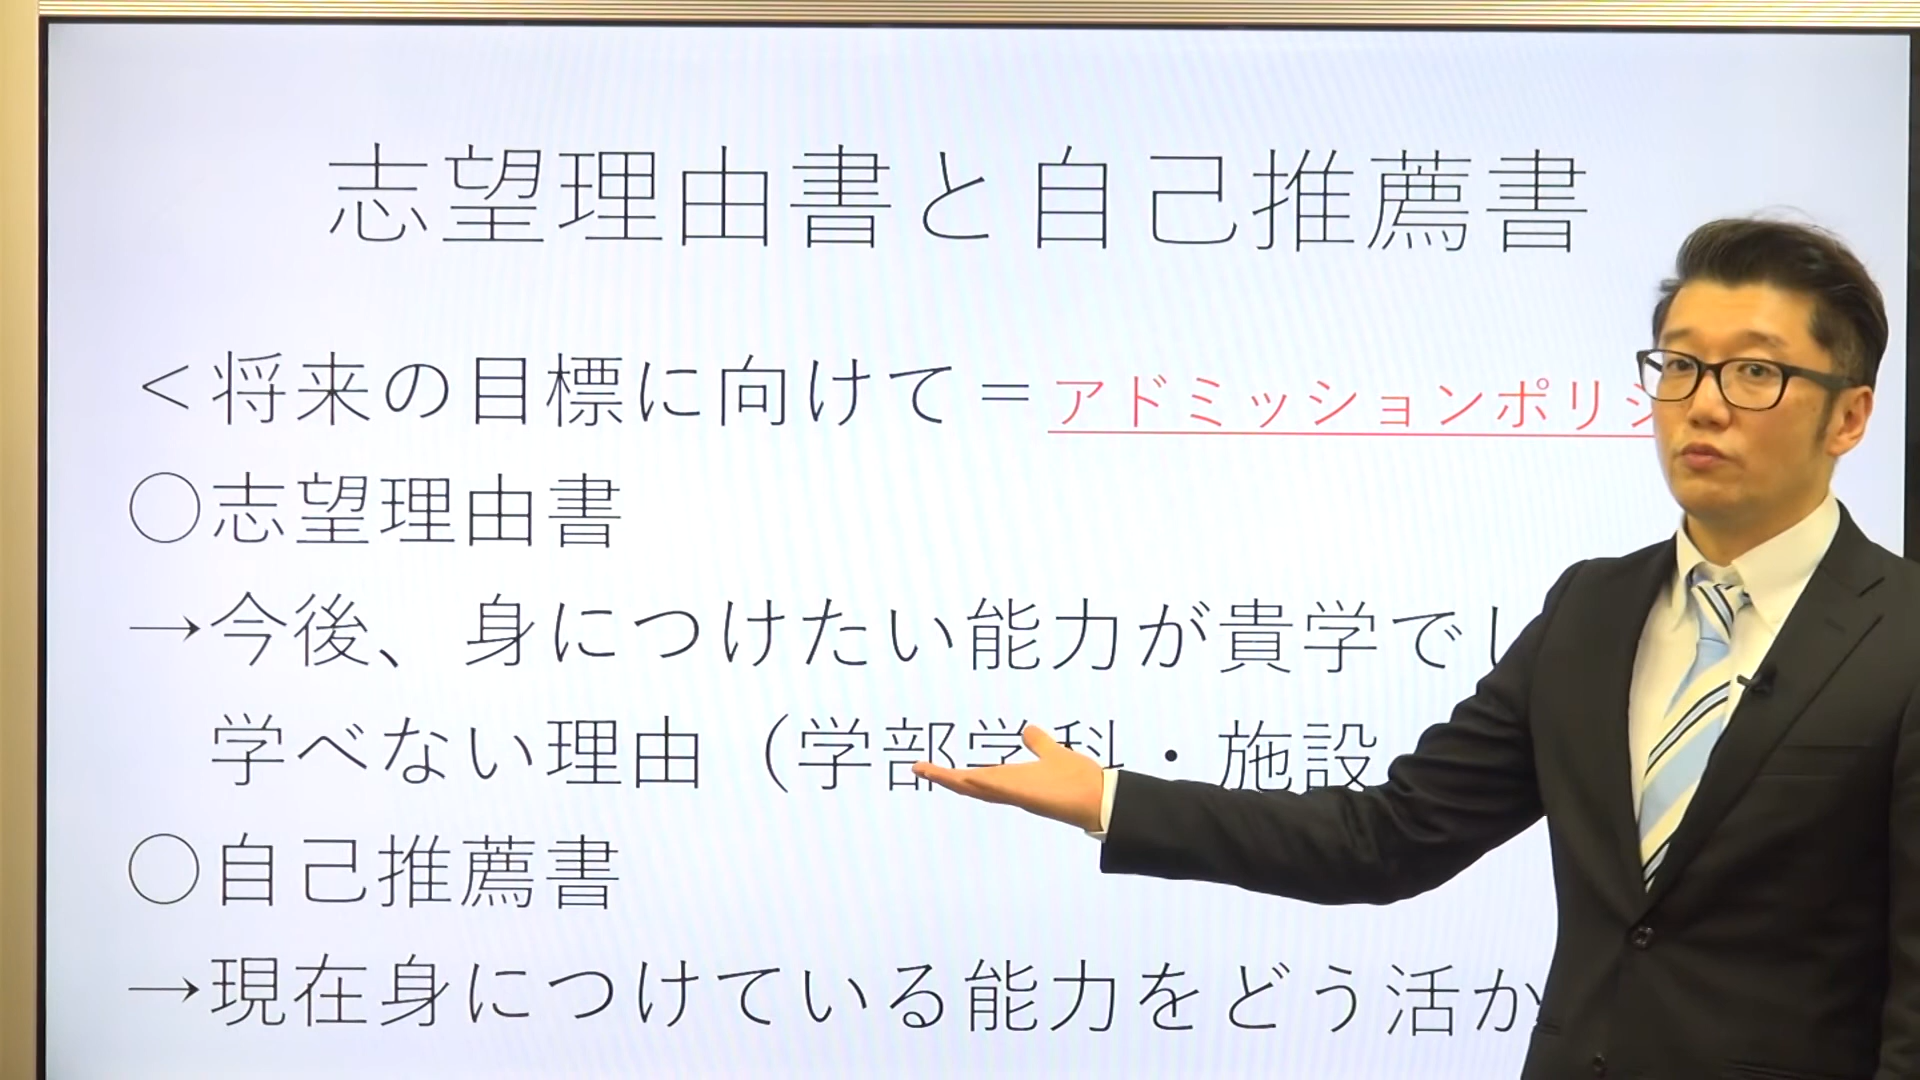 志望理由書と自己推薦書
＜将来の目標に向けて＝アドミッションポリシ
○志望理由書
→今後、身につけたい能力が貴学でし
学べない理由（学部学科・施設
○自己推薦書
→現在身につけている能力をどう活か